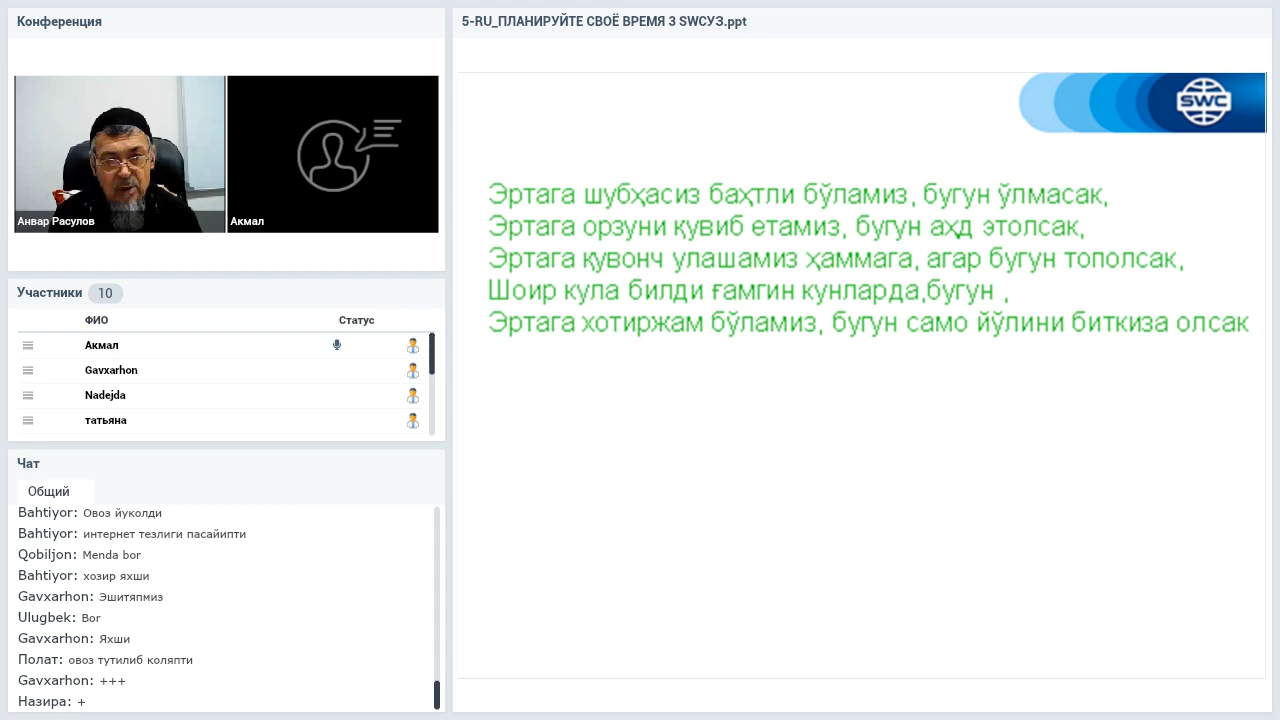 Конференция
Анвар Расулов
Акмал
Участники 10
ФИО Статус
Акмал
Gavxarhon
Nadejda
татьяна
Чат
Общий
Bahtiyor: Овоз йуколди
Bahtiyor: интернет тезлиги пасайипти
Qobiljon: Menda bor
Bahtiyor: хозир яхши
Gavxarhon: Эшитяпмиз
Ulugbek: Bor
Gavxarhon: Яхши
Полат: овоз тутилиб коляпти
Gavxarhon: +++
Назира: +
5-RU_ПЛАНИРУЙТЕ СВОЁ ВРЕМЯ 3 SWCУЗ.ppt
SWC
Эртага шубҳасиз баҳтли бўламиз, бугун ўлмасак,
Эртага орзуни қувиб етамиз, бугун аҳд этолсак,
Эртага қувонч улашамиз ҳаммага, агар бугун тополсак,
Шоир кула билди ғамгин кунларда,бугун ,
Эртага хотиржам бўламиз, бугун само йўлини биткиза олсак